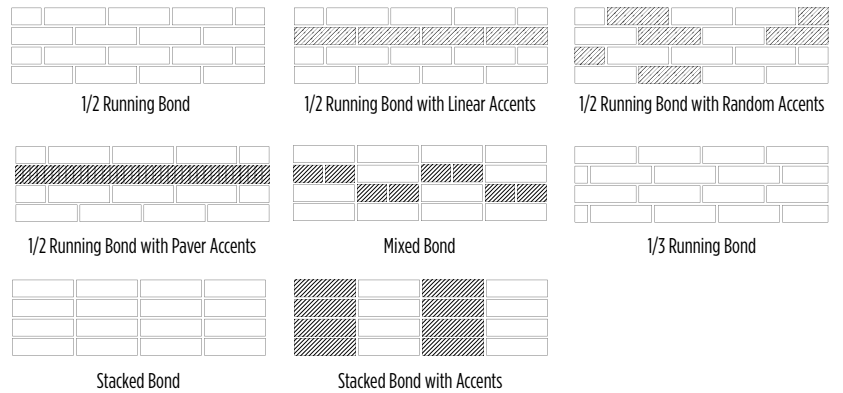 1/2 Running Bond
1/2 Running Bond with Linear Accents
1/2 Running Bond with Random Accents
1/2 Running Bond with Paver Accents
Mixed Bond
1/3 Running Bond
Stacked Bond
Stacked Bond with Accents